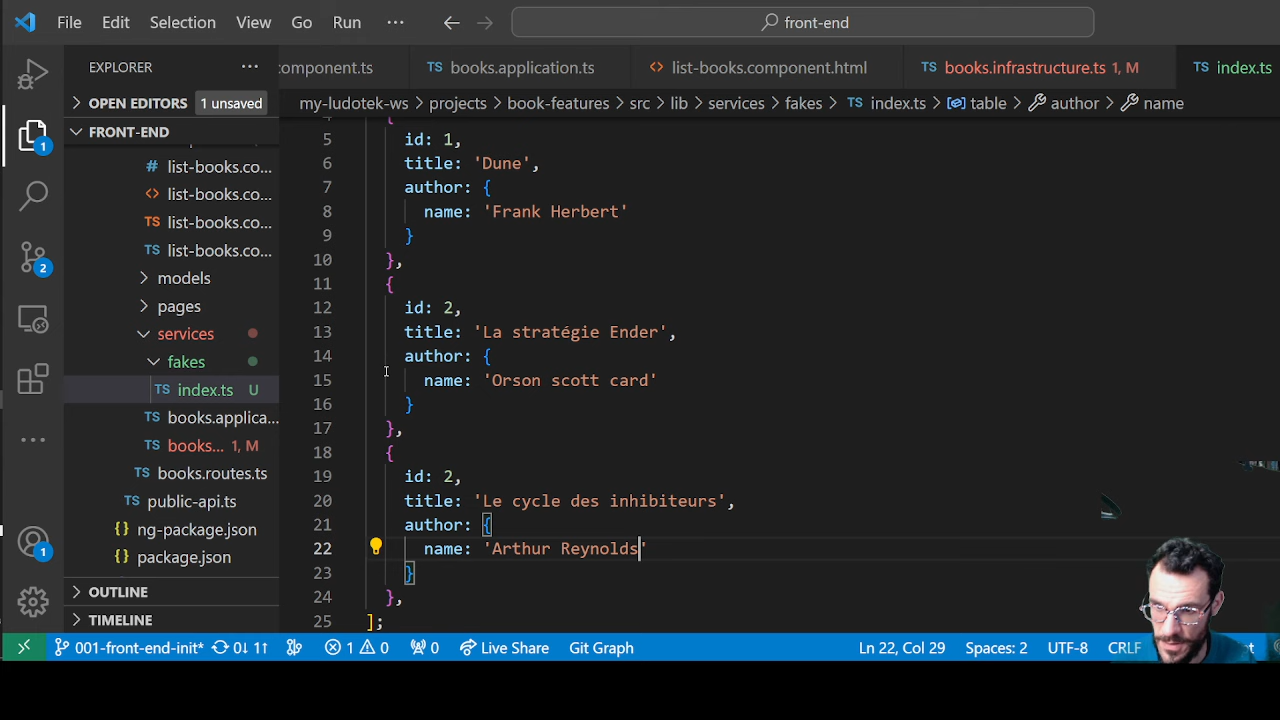 File Edit Selection View Go Run ··· front-end
EXPLORER ···
OPEN EDITORS 1 unsaved
FRONT-END
list-books.co...
list-books.co...
list-books.co...
list-books.co...
models
pages
services
fakes
index.ts U
books.applica...
books... 1, M
books.routes.ts
public-api.ts
ng-package.json
package.json
OUTLINE
TIMELINE
component.ts books.application.ts list-books.component.html books.infrastructure.ts 1, M index.ts
my-ludotek-ws > projects > book-features > src > lib > services > fakes > index.ts > table > author > name
5 id: 1,
6 title: 'Dune',
7 author: {
8 name: 'Frank Herbert'
9 }
10 },
11 {
12 id: 2,
13 title: 'La stratégie Ender',
14 author: {
15 name: 'Orson scott card'
16 }
17 },
18 {
19 id: 2,
20 title: 'Le cycle des inhibiteurs',
21 author: {
22 name: 'Arthur Reynolds'
23 }
24 },
25 ];
001-front-end-init* 0↓ 1↑ 1 0 0 Live Share Git Graph Ln 22, Col 29 Spaces: 2 UTF-8 CRLF